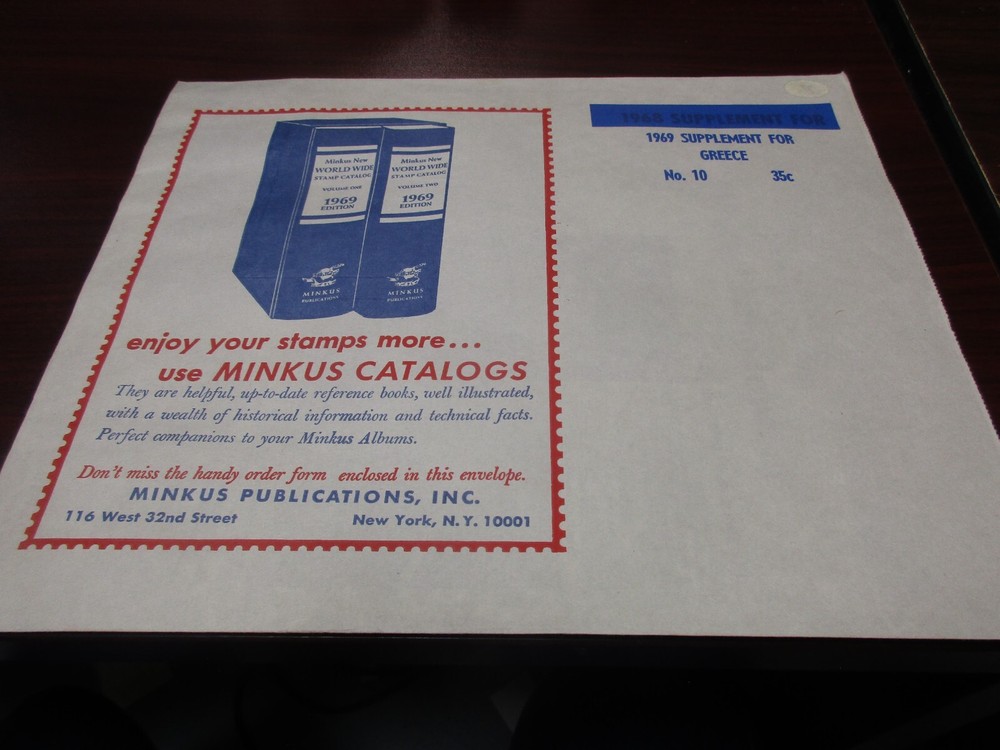 Minkus New
WORLD WIDE
STAMP CATALOG
VOLUME ONE
1969
EDITION
MINKUS
PUBLICATIONS
Minkus New
WORLD WIDE
STAMP CATALOG
VOLUME TWO
1969
EDITION
MINKUS
PUBLICATIONS
enjoy your stamps more...
use MINKUS CATALOGS
They are helpful, up-to-date reference books, well illustrated,
with a wealth of historical information and technical facts.
Perfect companions to your Minkus Albums.
Don't miss the handy order form enclosed in this envelope.
MINKUS PUBLICATIONS, INC.
116 West 32nd Street New York, N.Y. 10001
1968 SUPPLEMENT FOR
1969 SUPPLEMENT FOR
GREECE
No. 10 35c